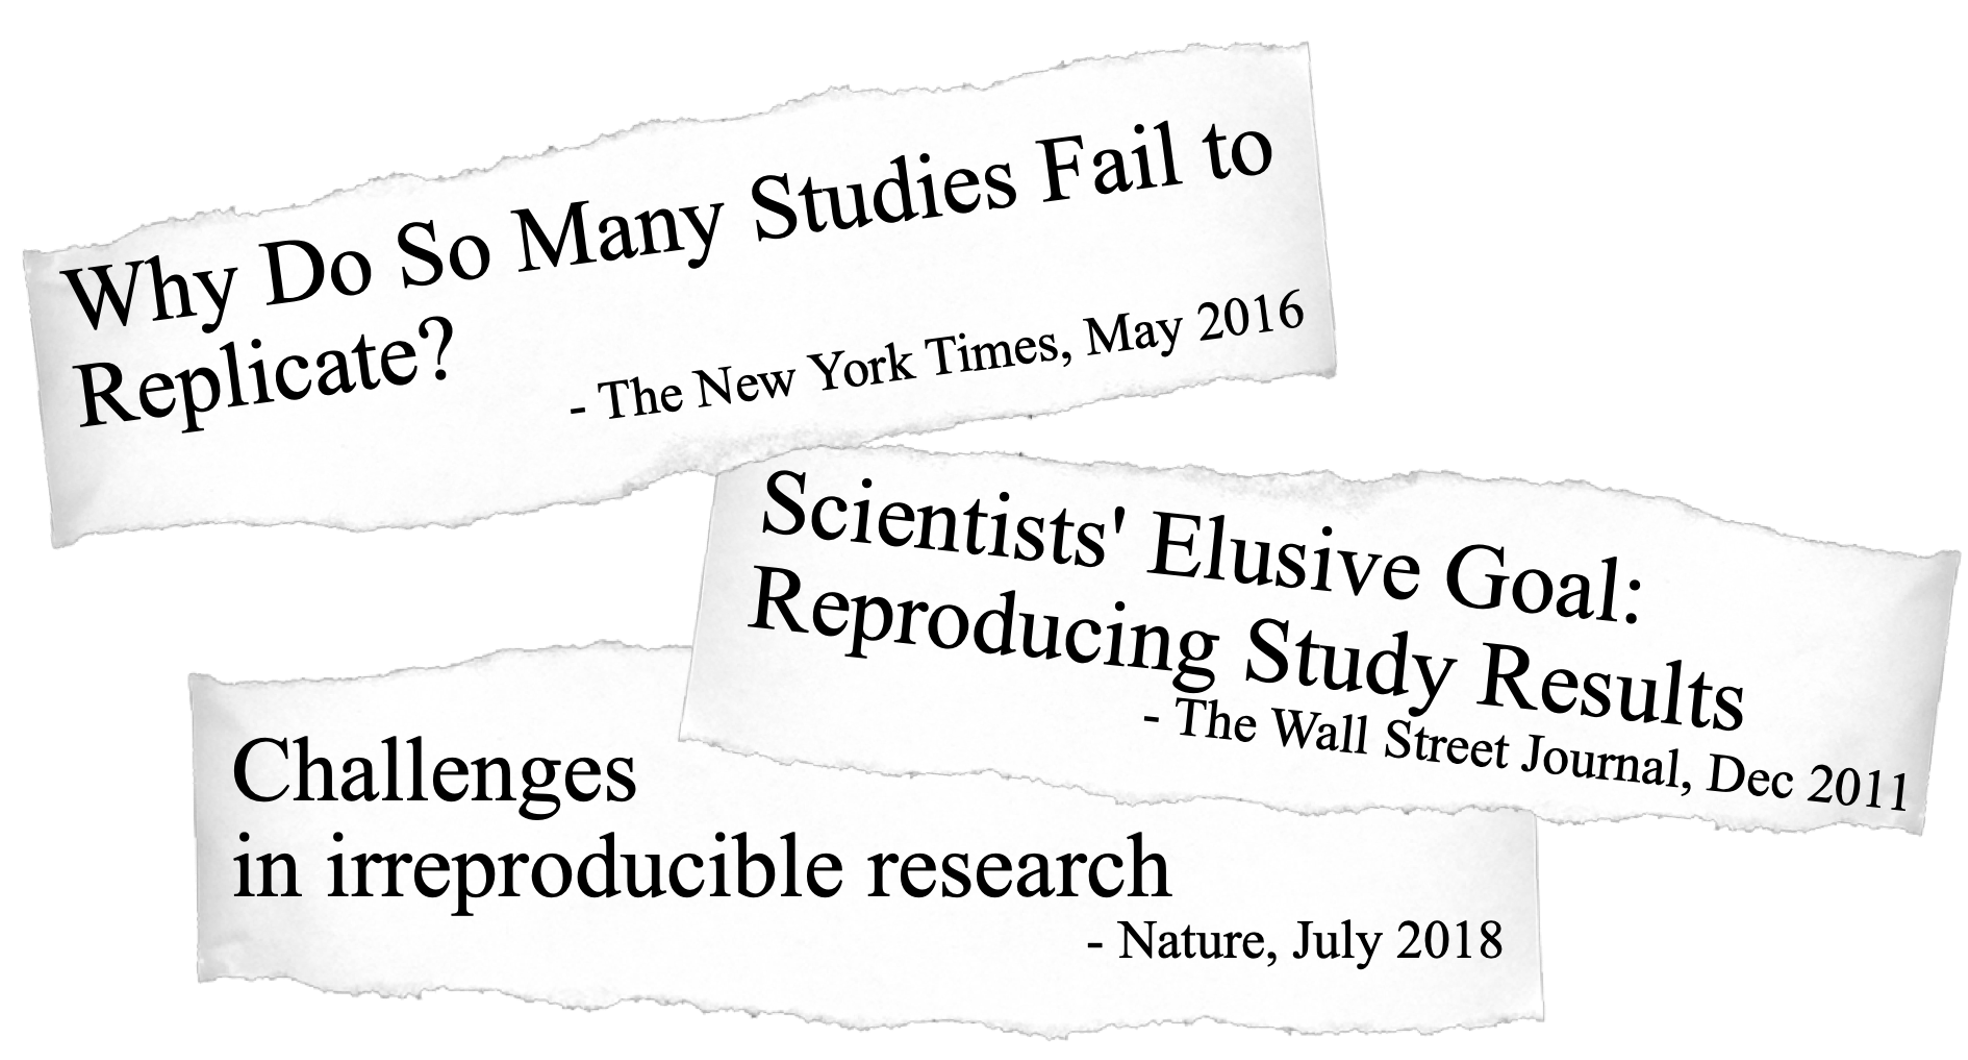 Why Do So Many Studies Fail to
Replicate?
- The New York Times, May 2016
Scientists' Elusive Goal:
Reproducing Study Results
- The Wall Street Journal, Dec 2011
Challenges
in irreproducible research
- Nature, July 2018